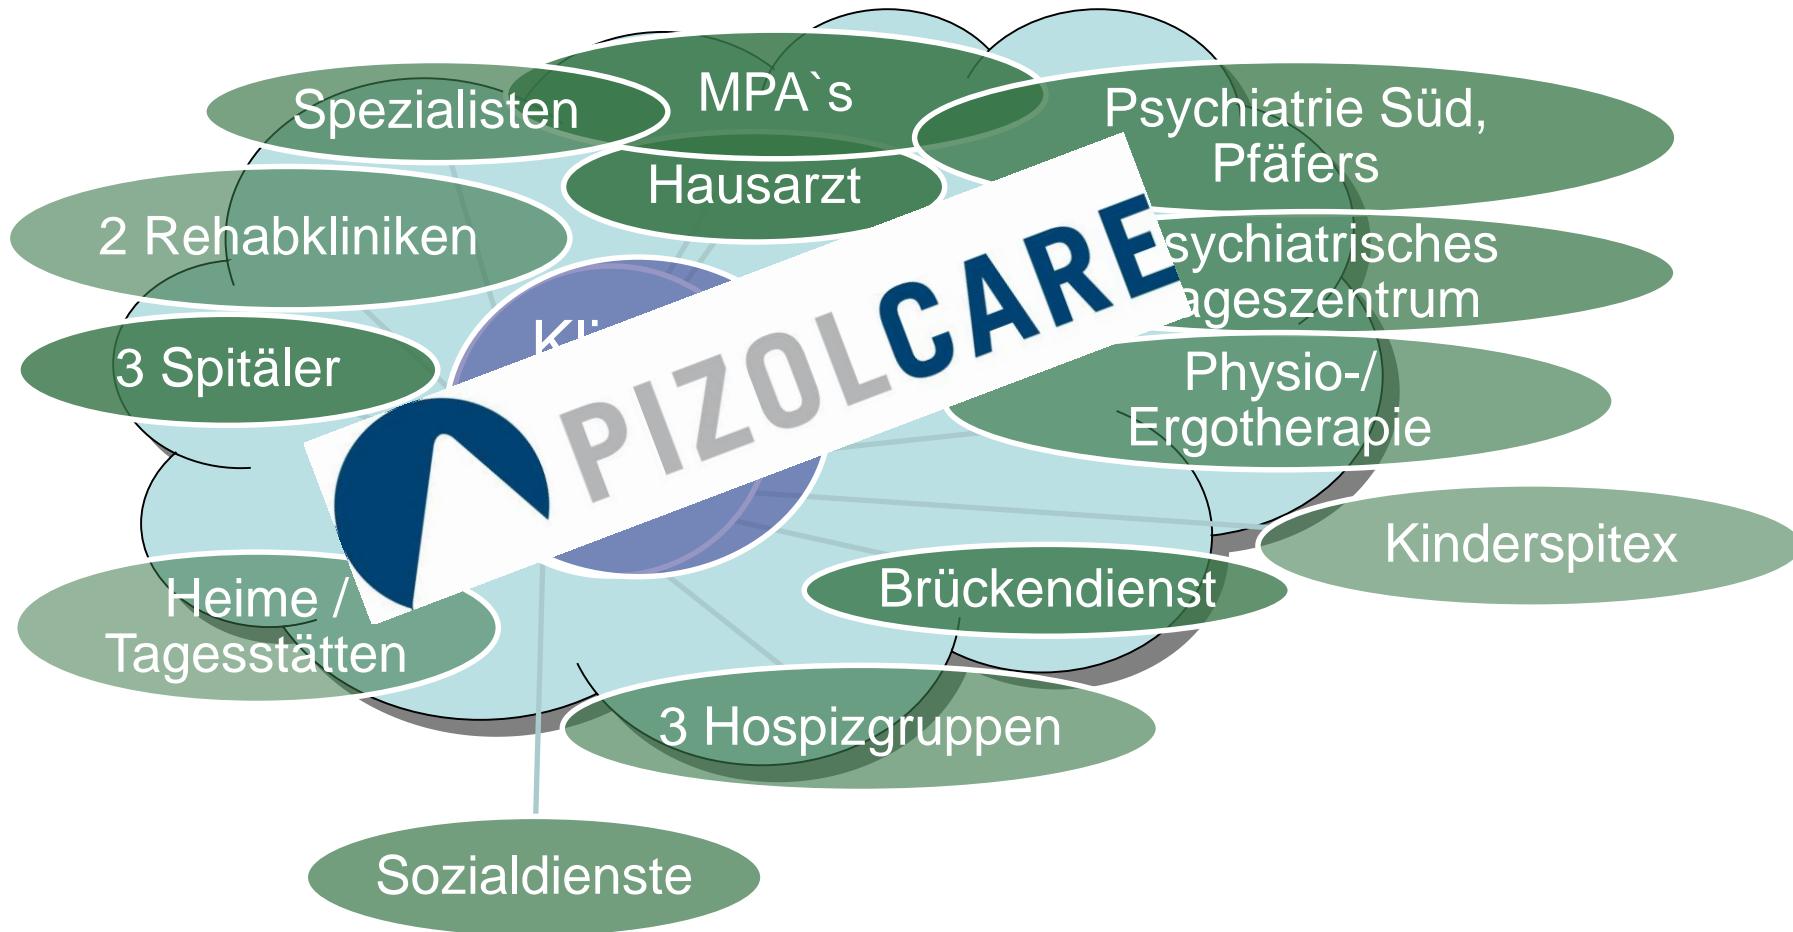 MPA`s
Spezialisten
Psychiatrie Süd,
Pfäfers
Hausarzt
2 Rehabkliniken
sychiatrisches
ageszentrum
3 Spitäler
PIZOLCARE
Physio-/
Ergotherapie
Kinderspitex
Brückendienst
Heime /
Tagesstätten
3 Hospizgruppen
Sozialdienste